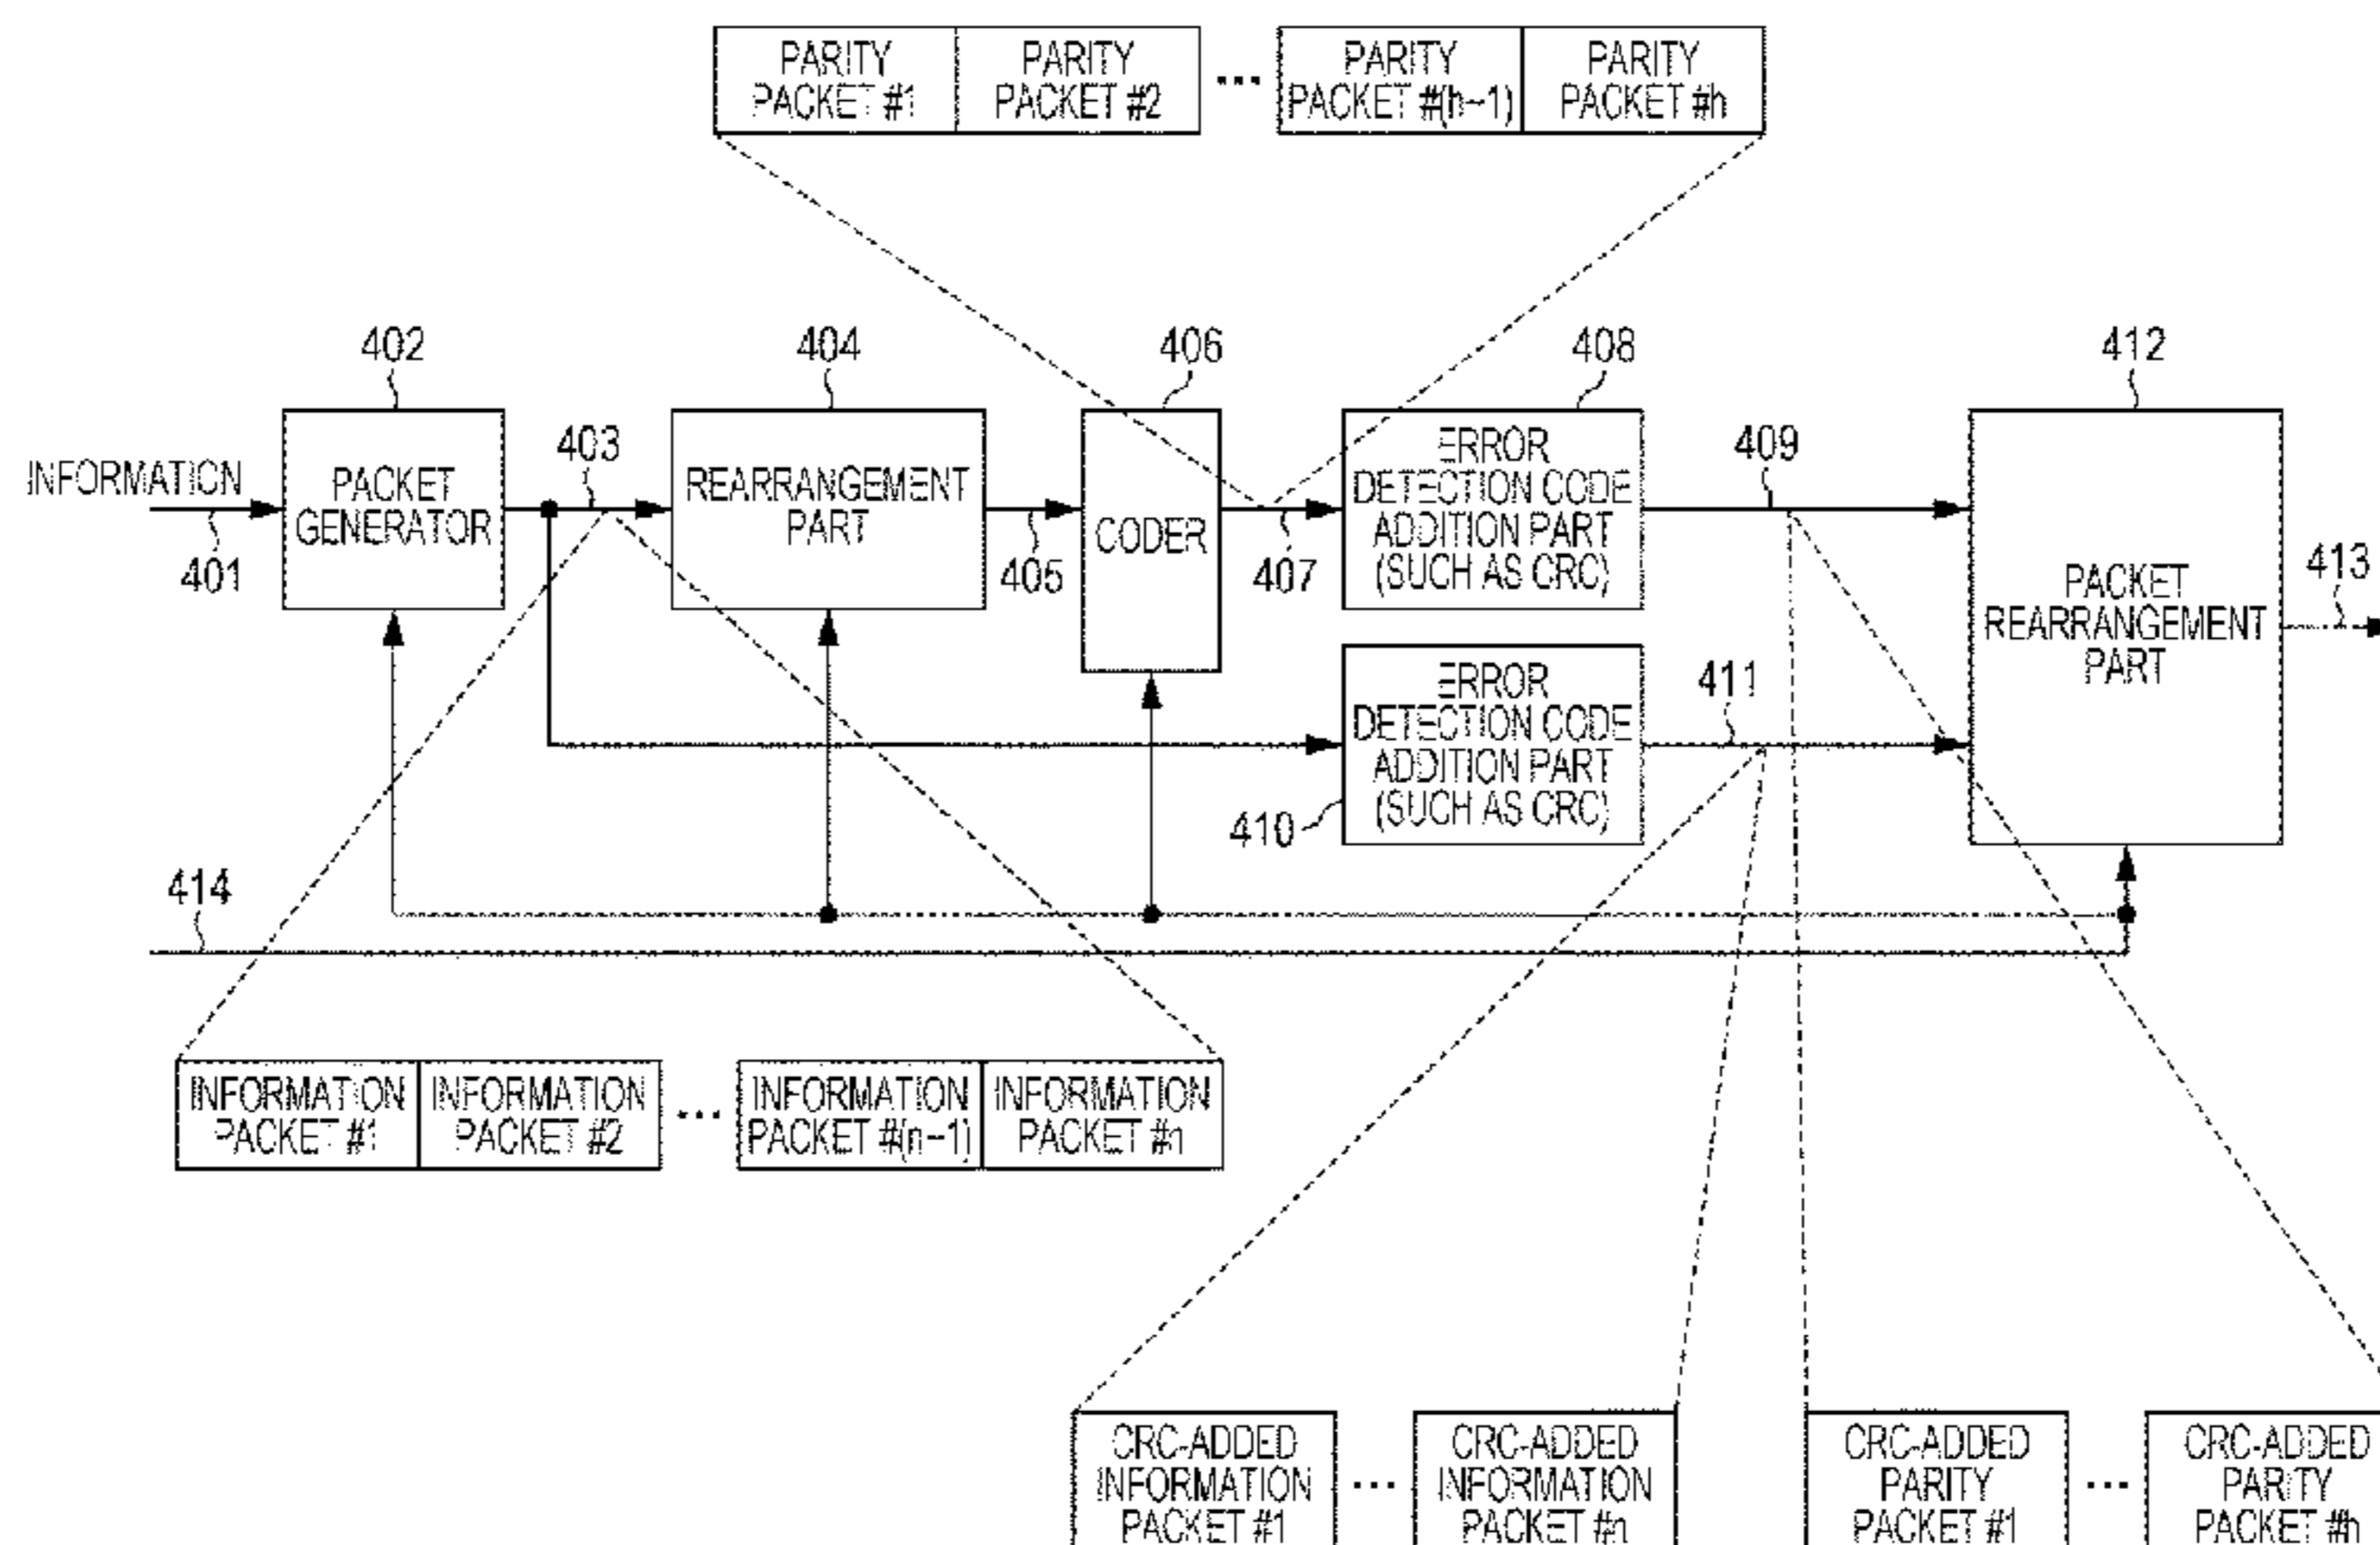 PARITY
PACKET #1
PARITY
PACKET #2
...
PARITY
PACKET #(h-1)
PARITY
PACKET #h
402
404
406
408
412
INFORMATION
401
PACKET
GENERATOR
403
REARRANGEMENT
PART
405
CODER
407
ERROR
DETECTION CODE
ADDITION PART
(SUCH AS CRC)
409
PACKET
REARRANGEMENT
PART
413
ERROR
DETECTION CODE
ADDITION PART
(SUCH AS CRC)
410
411
414
INFORMATION
PACKET #1
INFORMATION
PACKET #2
...
INFORMATION
PACKET #(n-1)
INFORMATION
PACKET #n
CRC-ADDED
INFORMATION
PACKET #1
...
CRC-ADDED
INFORMATION
PACKET #n
CRC-ADDED
PARITY
PACKET #1
...
CRC-ADDED
PARITY
PACKET #h